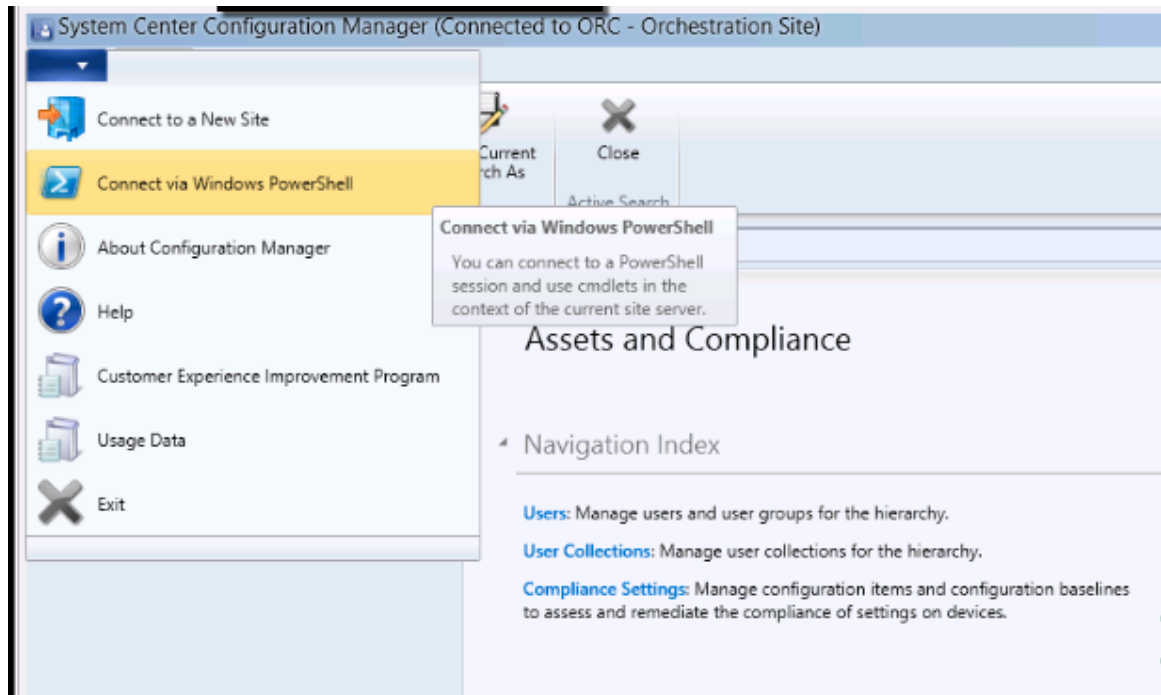 System Center Configuration Manager (Connected to ORC - Orchestration Site)
Connect to a New Site
Connect via Windows PowerShell
About Configuration Manager
Help
Customer Experience Improvement Program
Usage Data
Exit
Current
rch As
Close
Active Search
Connect via Windows PowerShell
You can connect to a PowerShell
session and use cmdlets in the
context of the current site server.
Assets and Compliance
Navigation Index
Users: Manage users and user groups for the hierarchy.
User Collections: Manage user collections for the hierarchy.
Compliance Settings: Manage configuration items and configuration baselines
to assess and remediate the compliance of settings on devices.